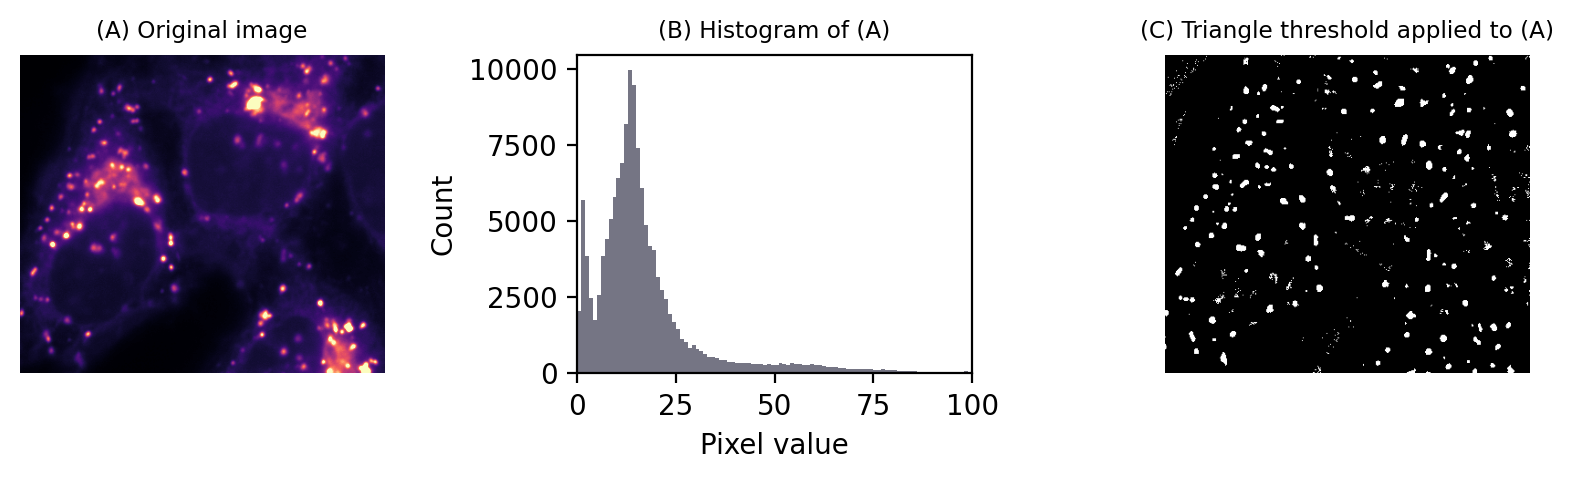 (A) Original image
(B) Histogram of (A)
(C) Triangle threshold applied to (A)
10000
7500
5000
2500
0
Count
0 25 50 75 100
Pixel value